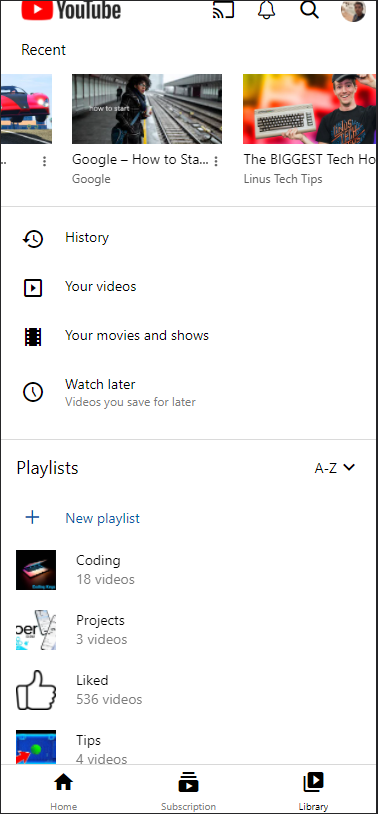 YouTube
Recent
how to start
..
Google – How to Sta...
The BIGGEST Tech Ho
Google
Linus Tech Tips
History
Your videos
Your movies and shows
Watch later
Videos you save for later
Playlists
A-Z
New playlist
Coding
18 videos
Projects
3 videos
Liked
536 videos
Tips
4 videos
Home
Subscription
Library